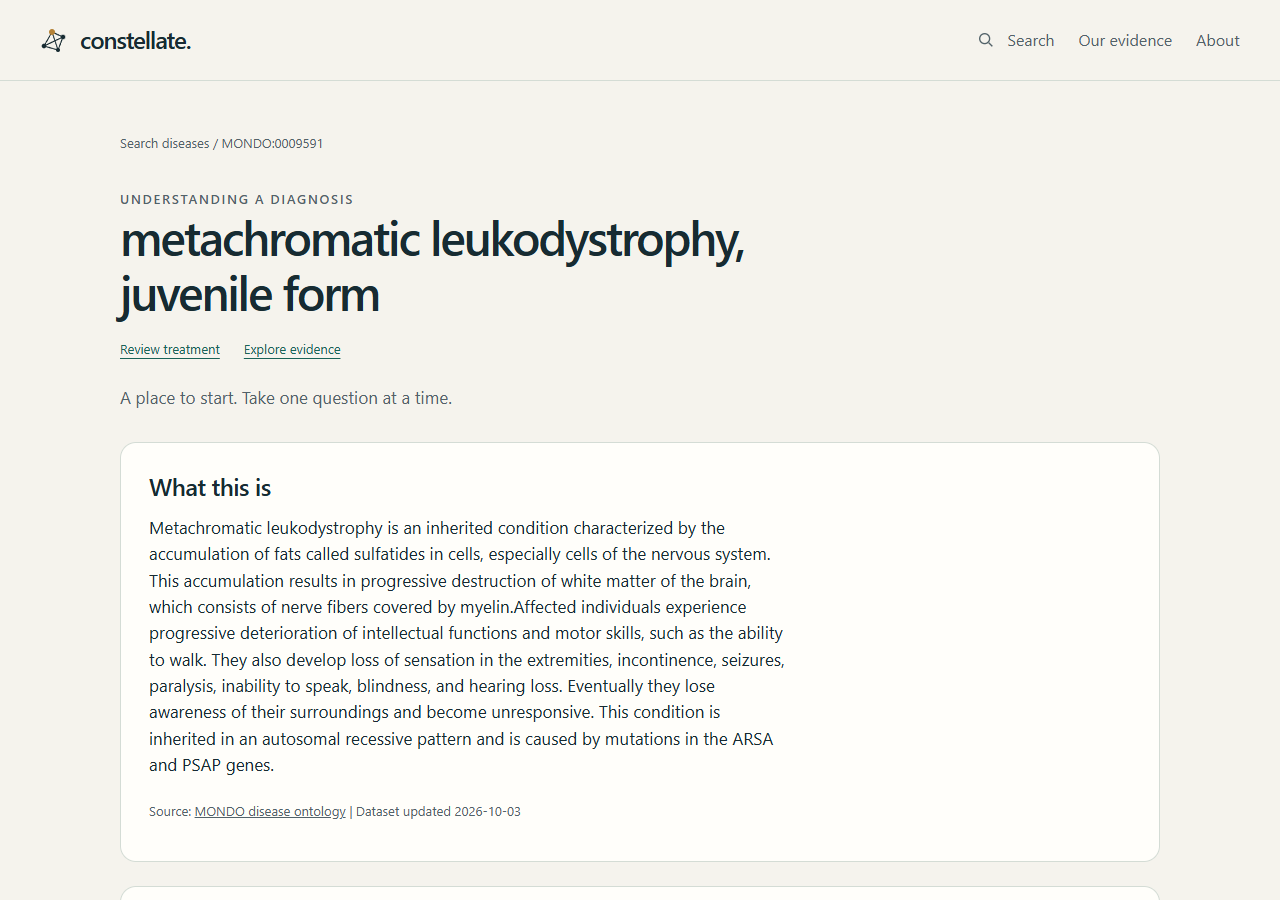 constellate.
Search
Our evidence
About
Search diseases / MONDO:0009591
UNDERSTANDING A DIAGNOSIS
metachromatic leukodystrophy,
juvenile form
Review treatment
Explore evidence
A place to start. Take one question at a time.
What this is
Metachromatic leukodystrophy is an inherited condition characterized by the
accumulation of fats called sulfatides in cells, especially cells of the nervous system.
This accumulation results in progressive destruction of white matter of the brain,
which consists of nerve fibers covered by myelin.Affected individuals experience
progressive deterioration of intellectual functions and motor skills, such as the ability
to walk. They also develop loss of sensation in the extremities, incontinence, seizures,
paralysis, inability to speak, blindness, and hearing loss. Eventually they lose
awareness of their surroundings and become unresponsive. This condition is
inherited in an autosomal recessive pattern and is caused by mutations in the ARSA
and PSAP genes.
Source: MONDO disease ontology | Dataset updated 2026-10-03